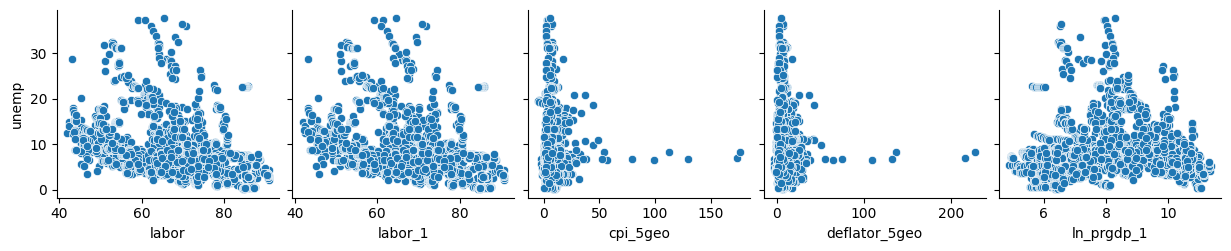 unemp
30
20
10
0
40 60 80
labor
40 60 80
labor_1
0 50 100 150
cpi_5geo
0 100 200
deflator_5geo
6 8 10
ln_prgdp_1